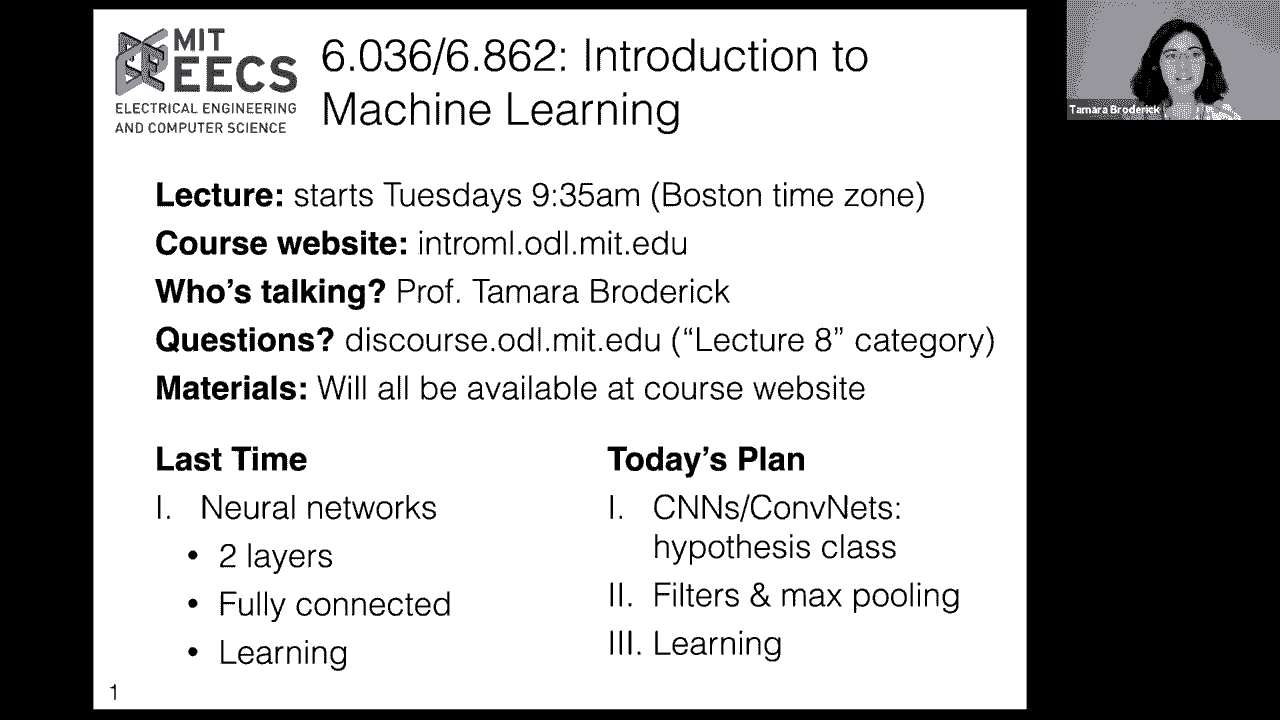 MIT
EECS
ELECTRICAL ENGINEERING
AND COMPUTER SCIENCE
6.036/6.862: Introduction to
Machine Learning
Tamara Broderick
Lecture: starts Tuesdays 9:35am (Boston time zone)
Course website: introml.odl.mit.edu
Who's talking? Prof. Tamara Broderick
Questions? discourse.odl.mit.edu (“Lecture 8” category)
Materials: Will all be available at course website
Last Time
I. Neural networks
• 2 layers
• Fully connected
• Learning
Today's Plan
I. CNNs/ConvNets:
hypothesis class
II. Filters & max pooling
III. Learning
1